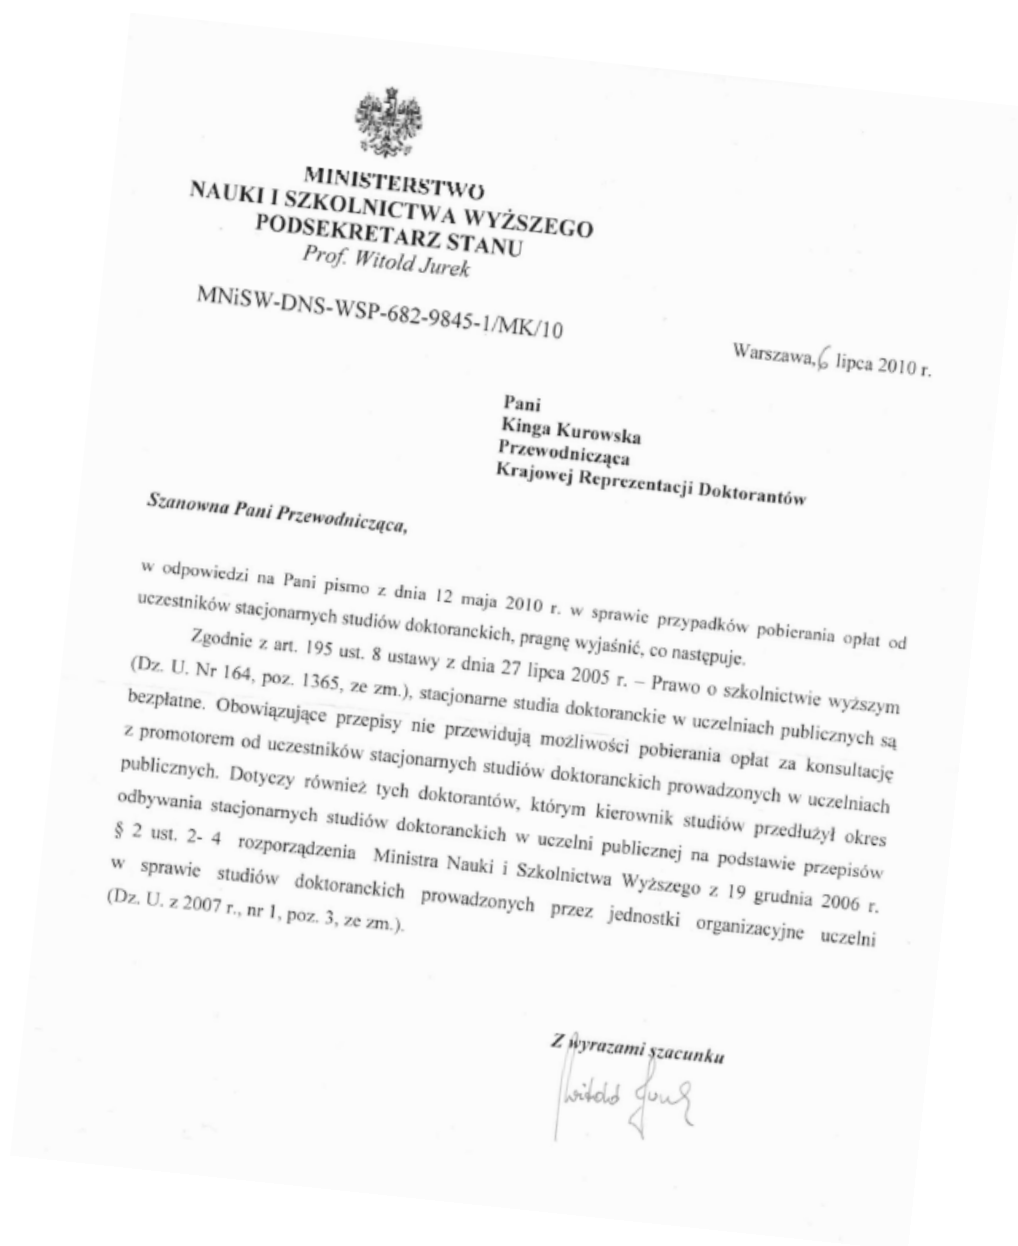 MINISTERSTWO
NAUKI I SZKOLNICTWA WYŻSZEGO
PODSEKRETARZ STANU
Prof. Witold Jurek
MNiSW-DNS-WSP-682-9845-1/MK/10
Warszawa, 6 lipca 2010 r.
Pani
Kinga Kurowska
Przewodnicząca
Krajowej Reprezentacji Doktorantów
Szanowna Pani Przewodnicząca,
w odpowiedzi na Pani pismo z dnia 12 maja 2010 r. w sprawie przypadków pobierania opłat od
uczestników stacjonarnych studiów doktoranckich, pragnę wyjaśnić, co następuje.
Zgodnie z art. 195 ust. 8 ustawy z dnia 27 lipca 2005 r. – Prawo o szkolnictwie wyższym
(Dz. U. Nr 164, poz. 1365, ze zm.), stacjonarne studia doktoranckie w uczelniach publicznych są
bezpłatne. Obowiązujące przepisy nie przewidują możliwości pobierania opłat za konsultację
z promotorem od uczestników stacjonarnych studiów doktoranckich prowadzonych w uczelniach
publicznych. Dotyczy również tych doktorantów, którym kierownik studiów przedłużył okres
odbywania stacjonarnych studiów doktoranckich w uczelni publicznej na podstawie przepisów
§ 2 ust. 2- 4 rozporządzenia Ministra Nauki i Szkolnictwa Wyższego z 19 grudnia 2006 r.
w sprawie studiów doktoranckich prowadzonych przez jednostki organizacyjne uczelni
(Dz. U. z 2007 r., nr 1, poz. 3, ze zm.).
Z wyrazami szacunku
Witold Jurek